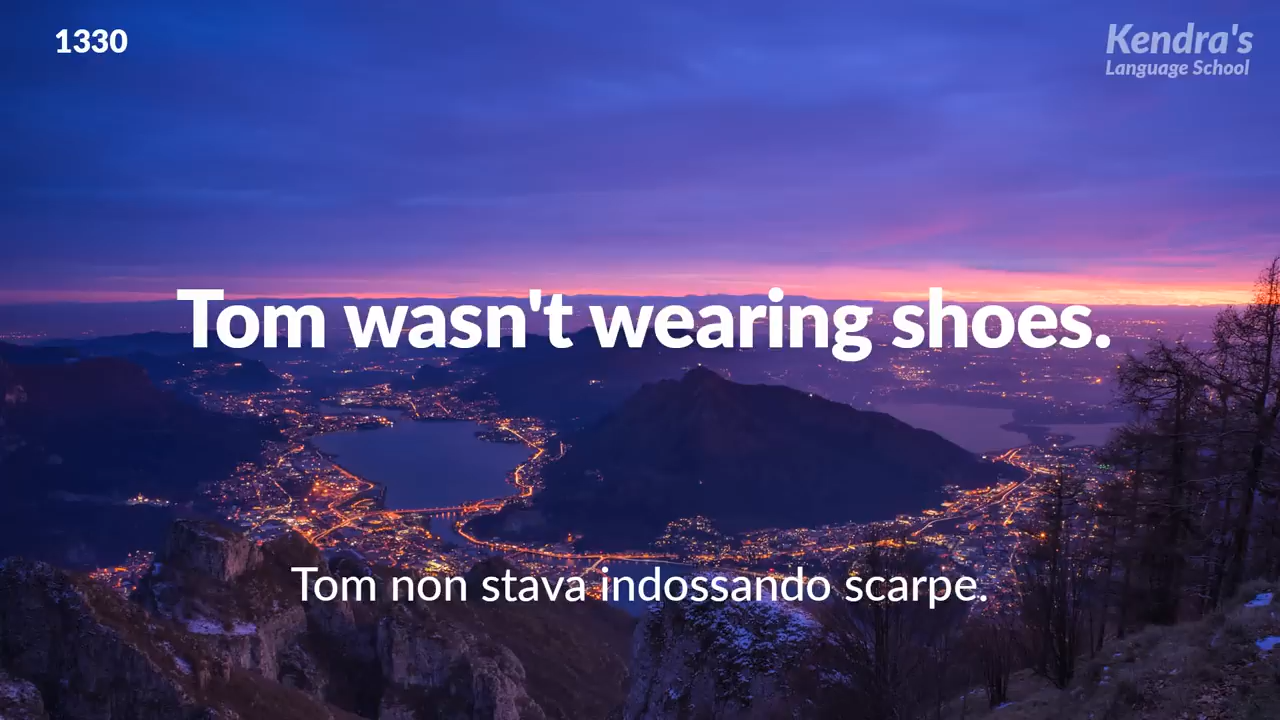 1330
Kendra's
Language School
Tom wasn't wearing shoes.
Tom non stava indossando scarpe.